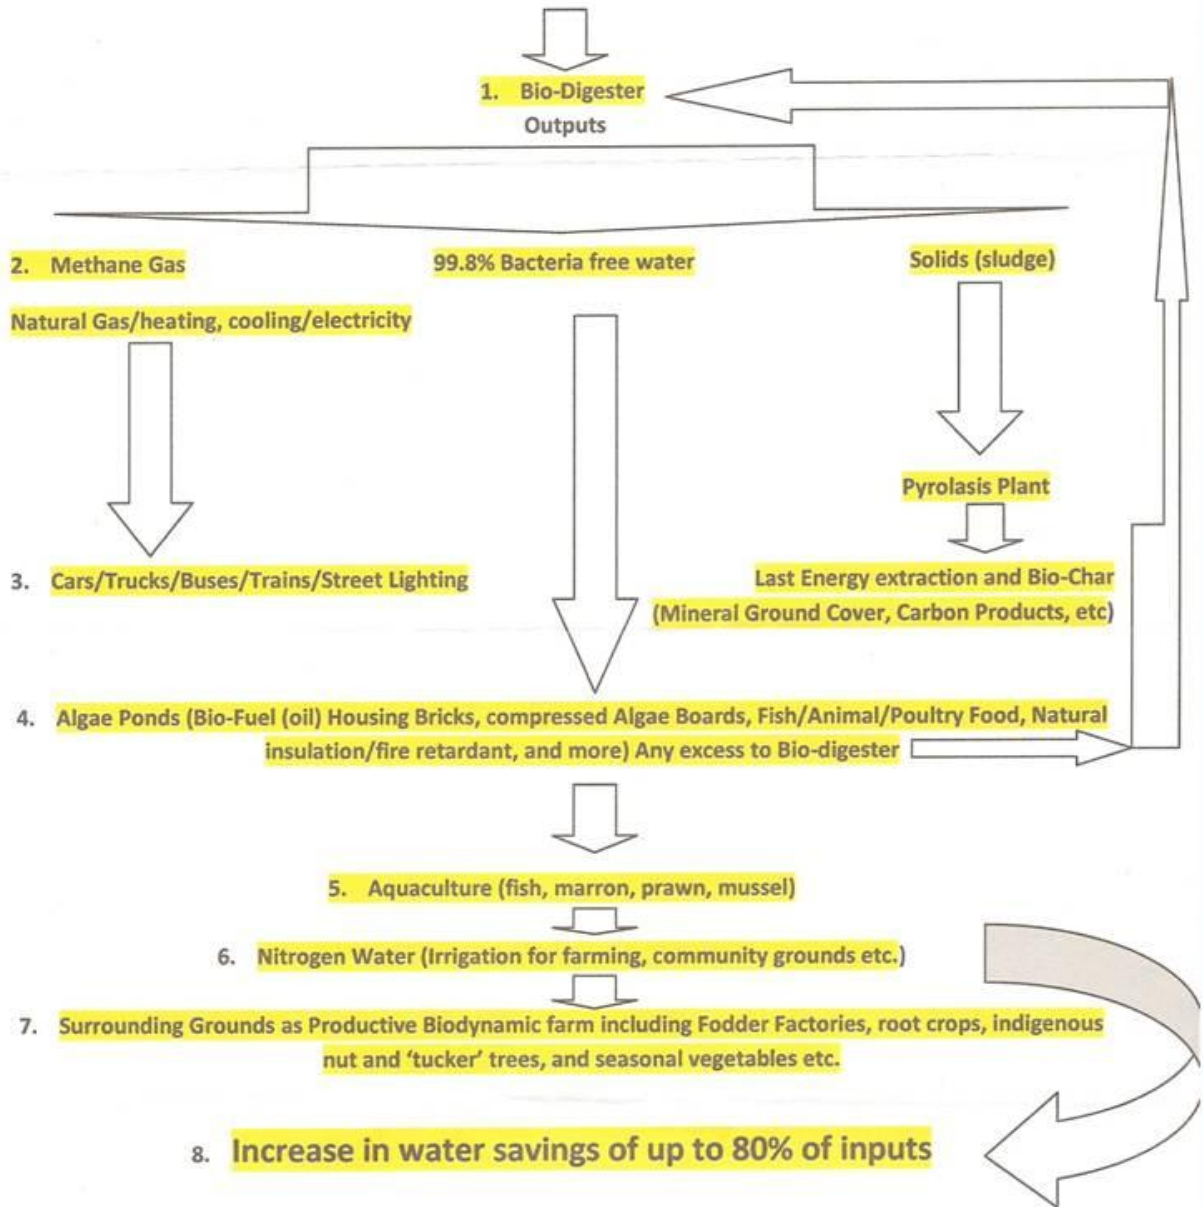 1. Bio-Digester
Outputs
2. Methane Gas
99.8% Bacteria free water
Solids (sludge)
Natural Gas/heating, cooling/electricity
Pyrolasis Plant
3. Cars/Trucks/Buses/Trains/Street Lighting
Last Energy extraction and Bio-Char
(Mineral Ground Cover, Carbon Products, etc)
4. Algae Ponds (Bio-Fuel (oil) Housing Bricks, compressed Algae Boards, Fish/Animal/Poultry Food, Natural
insulation/fire retardant, and more) Any excess to Bio-digester
5. Aquaculture (fish, marron, prawn, mussel)
6. Nitrogen Water (Irrigation for farming, community grounds etc.)
7. Surrounding Grounds as Productive Biodynamic farm including Fodder Factories, root crops, indigenous
nut and ‘tucker’ trees, and seasonal vegetables etc.
8. Increase in water savings of up to 80% of inputs